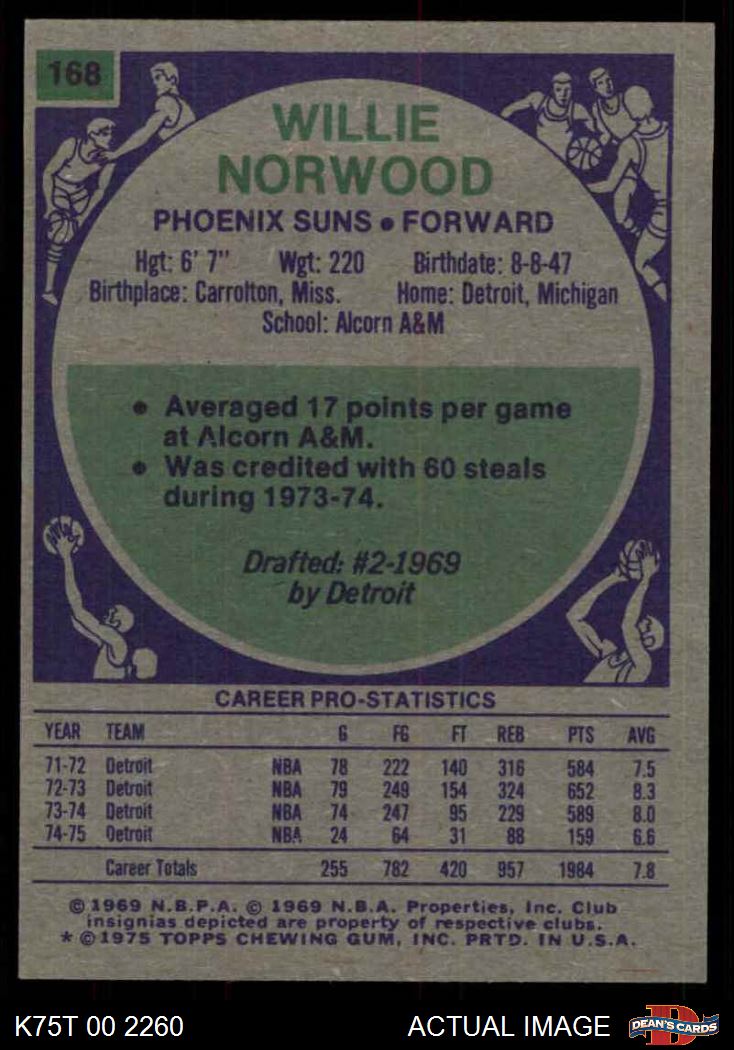 168
WILLIE
NORWOOD
PHOENIX SUNS • FORWARD
Hgt: 6' 7" Wgt: 220 Birthdate: 8-8-47
Birthplace: Carrolton, Miss. Home: Detroit, Michigan
School: Alcorn A&M
• Averaged 17 points per game
at Alcorn A&M.
• Was credited with 60 steals
during 1973-74.
Drafted: #2-1969
by Detroit
CAREER PRO-STATISTICS
YEAR TEAM G FG FT REB PTS AVG
71-72 Detroit NBA 78 222 140 316 584 7.5
72-73 Detroit NBA 79 249 154 324 652 8.3
73-74 Detroit NBA 74 247 95 229 589 8.0
74-75 Detroit NBA 24 64 31 88 159 6.6
Career Totals 255 782 420 957 1984 7.8
© 1969 N.B.P.A. © 1969 N.B.A. Properties, Inc. Club
insignias depicted are property of respective clubs.
* © 1975 TOPPS CHEWING GUM, INC. PRTD. IN U.S.A.
K75T 00 2260 ACTUAL IMAGE DEAN'S CARDS